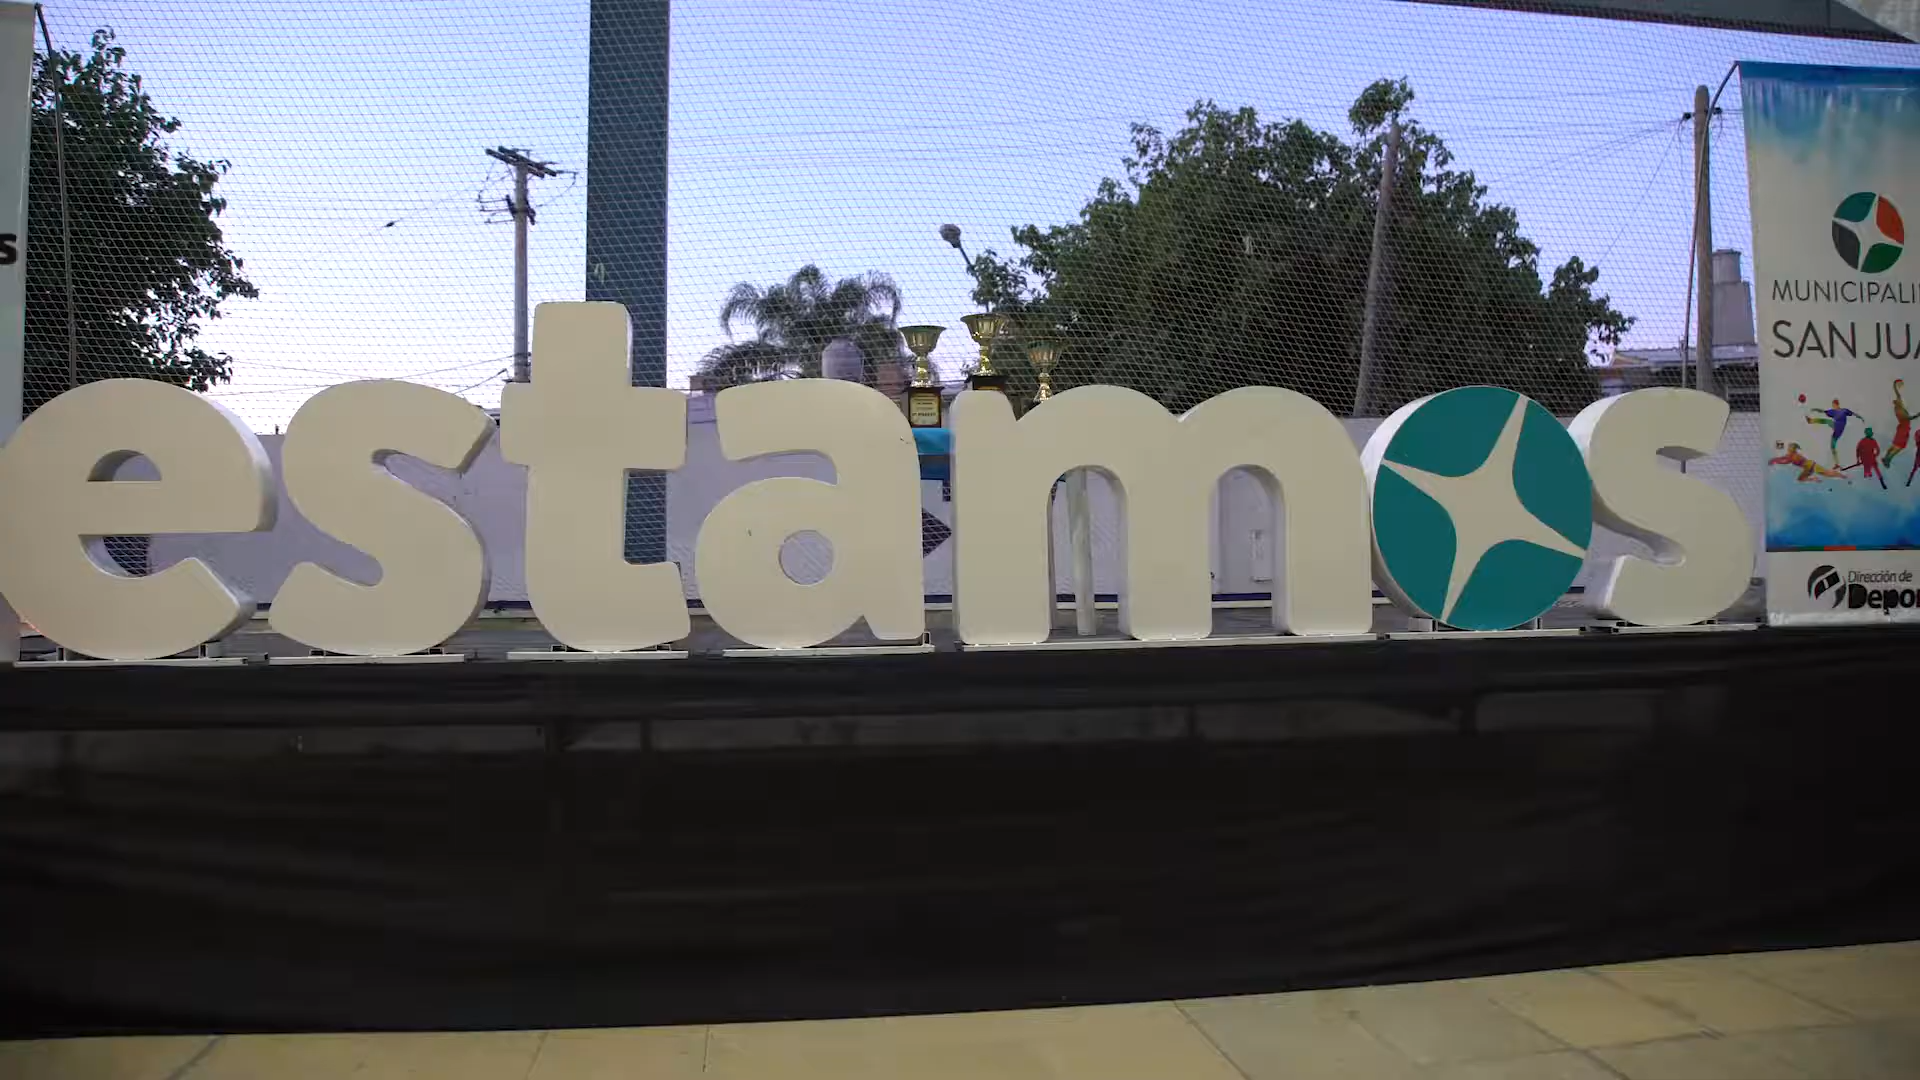 estamos
s
MUNICIPALI
SAN JUA
Dirección de
Depor